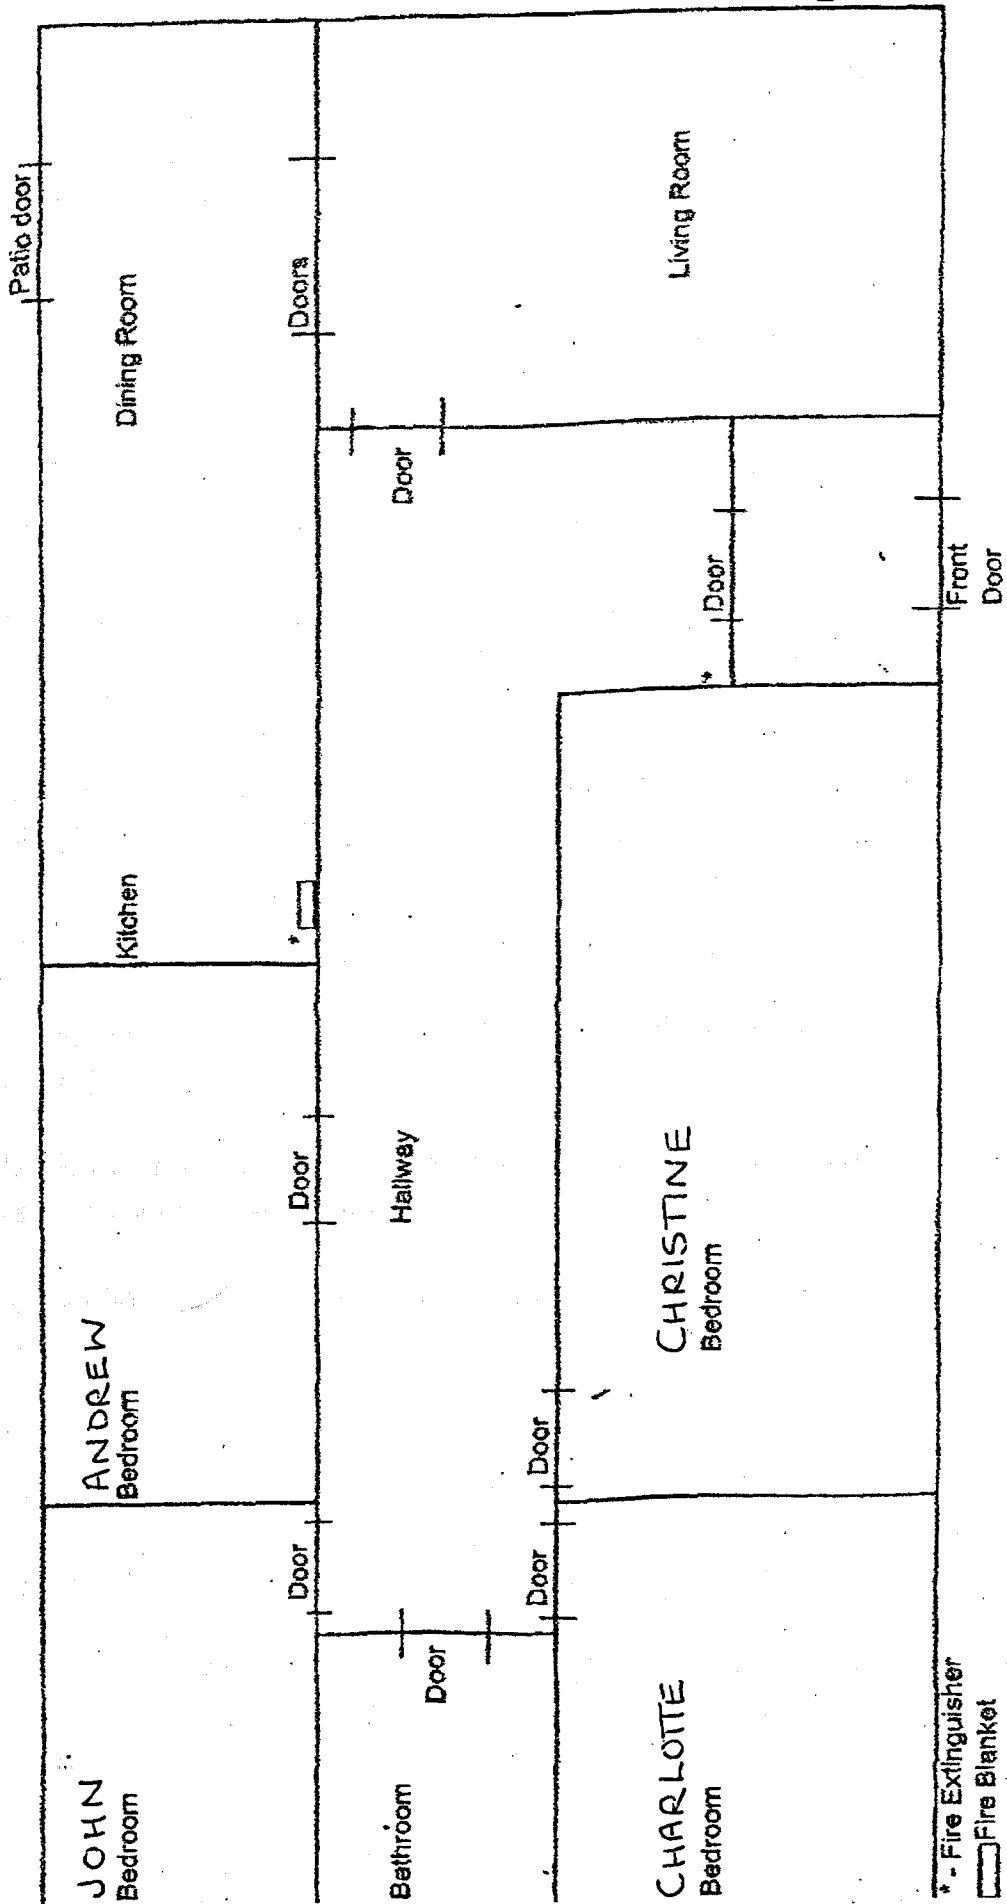 JOHN
Bedroom
ANDREW
Bedroom
Kitchen
Dining Room
Patio door
Door
Door
Doors
Bathroom
Door
Hallway
Door
Door
Door
CHARLOTTE
Bedroom
CHRISTINE
Bedroom
Door
Living Room
Front
Door
* - Fire Extinguisher
Fire Blanket
*
*